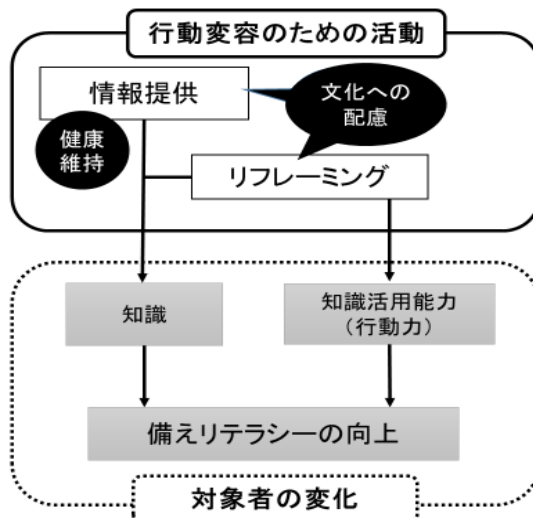 行動変容のための活動
情報提供
文化への
配慮
健康
維持
リフレーミング
知識
知識活用能力
(行動力)
備えリテラシーの向上
対象者の変化